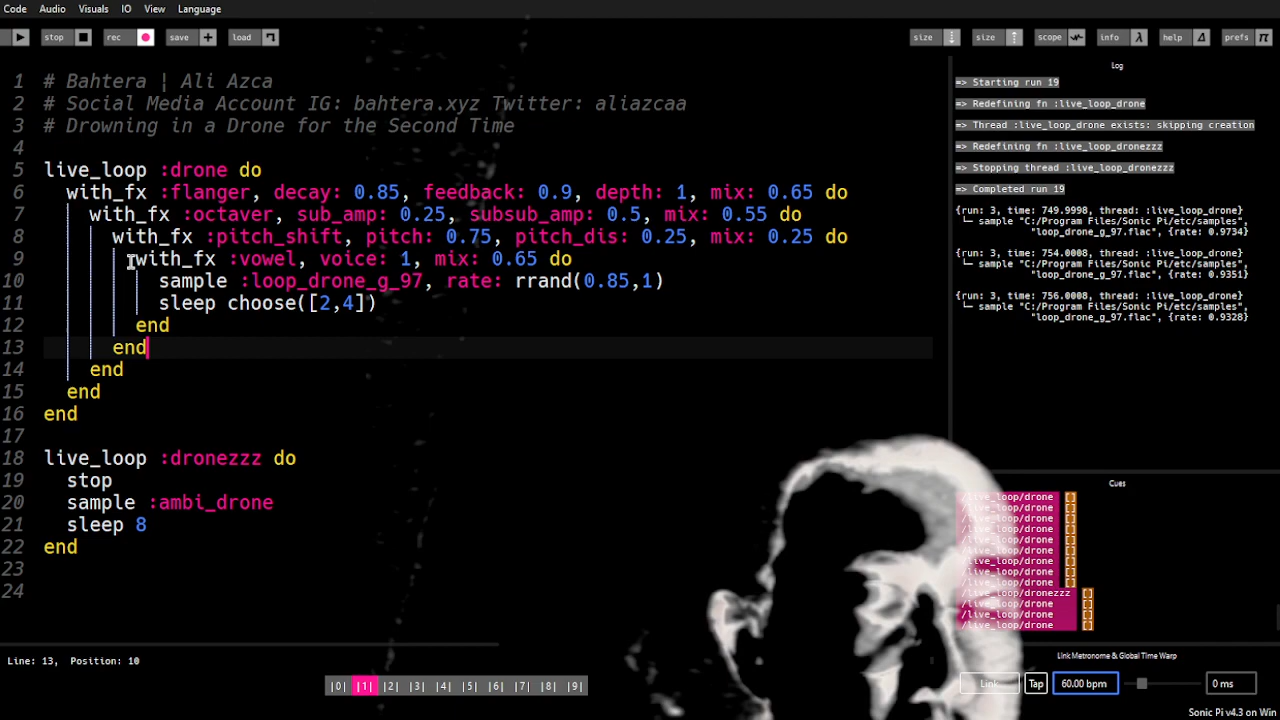 Code Audio Visuals IO View Language
stop rec save + load size size scope info λ help Δ prefs π
1 # Bahtera | Ali Azca
2 # Social Media Account IG: bahtera.xyz Twitter: aliazcaa
3 # Drowning in a Drone for the Second Time
4
5 live_loop :drone do
6 with_fx :flanger, decay: 0.85, feedback: 0.9, depth: 1, mix: 0.65 do
7 with_fx :octaver, sub_amp: 0.25, subsub_amp: 0.5, mix: 0.55 do
8 with_fx :pitch_shift, pitch: 0.75, pitch_dis: 0.25, mix: 0.25 do
9 with_fx :vowel, voice: 1, mix: 0.65 do
10 sample :loop_drone_g_97, rate: rrand(0.85,1)
11 sleep choose([2,4])
12 end
13 end
14 end
15 end
16 end
17
18 live_loop :dronezzz do
19 stop
20 sample :ambi_drone
21 sleep 8
22 end
23
24
Line: 13, Position: 10
|0| |1| |2| |3| |4| |5| |6| |7| |8| |9|
Log
=> Starting run 19
=> Redefining fn :live_loop_drone
=> Thread :live_loop_drone exists: skipping creation
=> Redefining fn :live_loop_dronezzz
=> Stopping thread :live_loop_dronezzz
=> Completed run 19
{run: 3, time: 749.9998, thread: :live_loop_drone}
└─ sample "C:/Program Files/Sonic Pi/etc/samples",
"loop_drone_g_97.flac", {rate: 0.9734}
{run: 3, time: 754.0008, thread: :live_loop_drone}
└─ sample "C:/Program Files/Sonic Pi/etc/samples",
"loop_drone_g_97.flac", {rate: 0.9351}
{run: 3, time: 756.0008, thread: :live_loop_drone}
└─ sample "C:/Program Files/Sonic Pi/etc/samples",
"loop_drone_g_97.flac", {rate: 0.9328}
Cues
/live_loop/drone []
/live_loop/drone []
/live_loop/drone []
/live_loop/drone []
/live_loop/drone []
/live_loop/drone []
/live_loop/drone []
/live_loop/drone []
/live_loop/drone []
/live_loop/dronezzz []
/live_loop/drone []
/live_loop/drone []
/live_loop/drone []
Link Metronome & Global Time Warp
Link Tap 60.00 bpm 0 ms
Sonic Pi v4.3 on Win